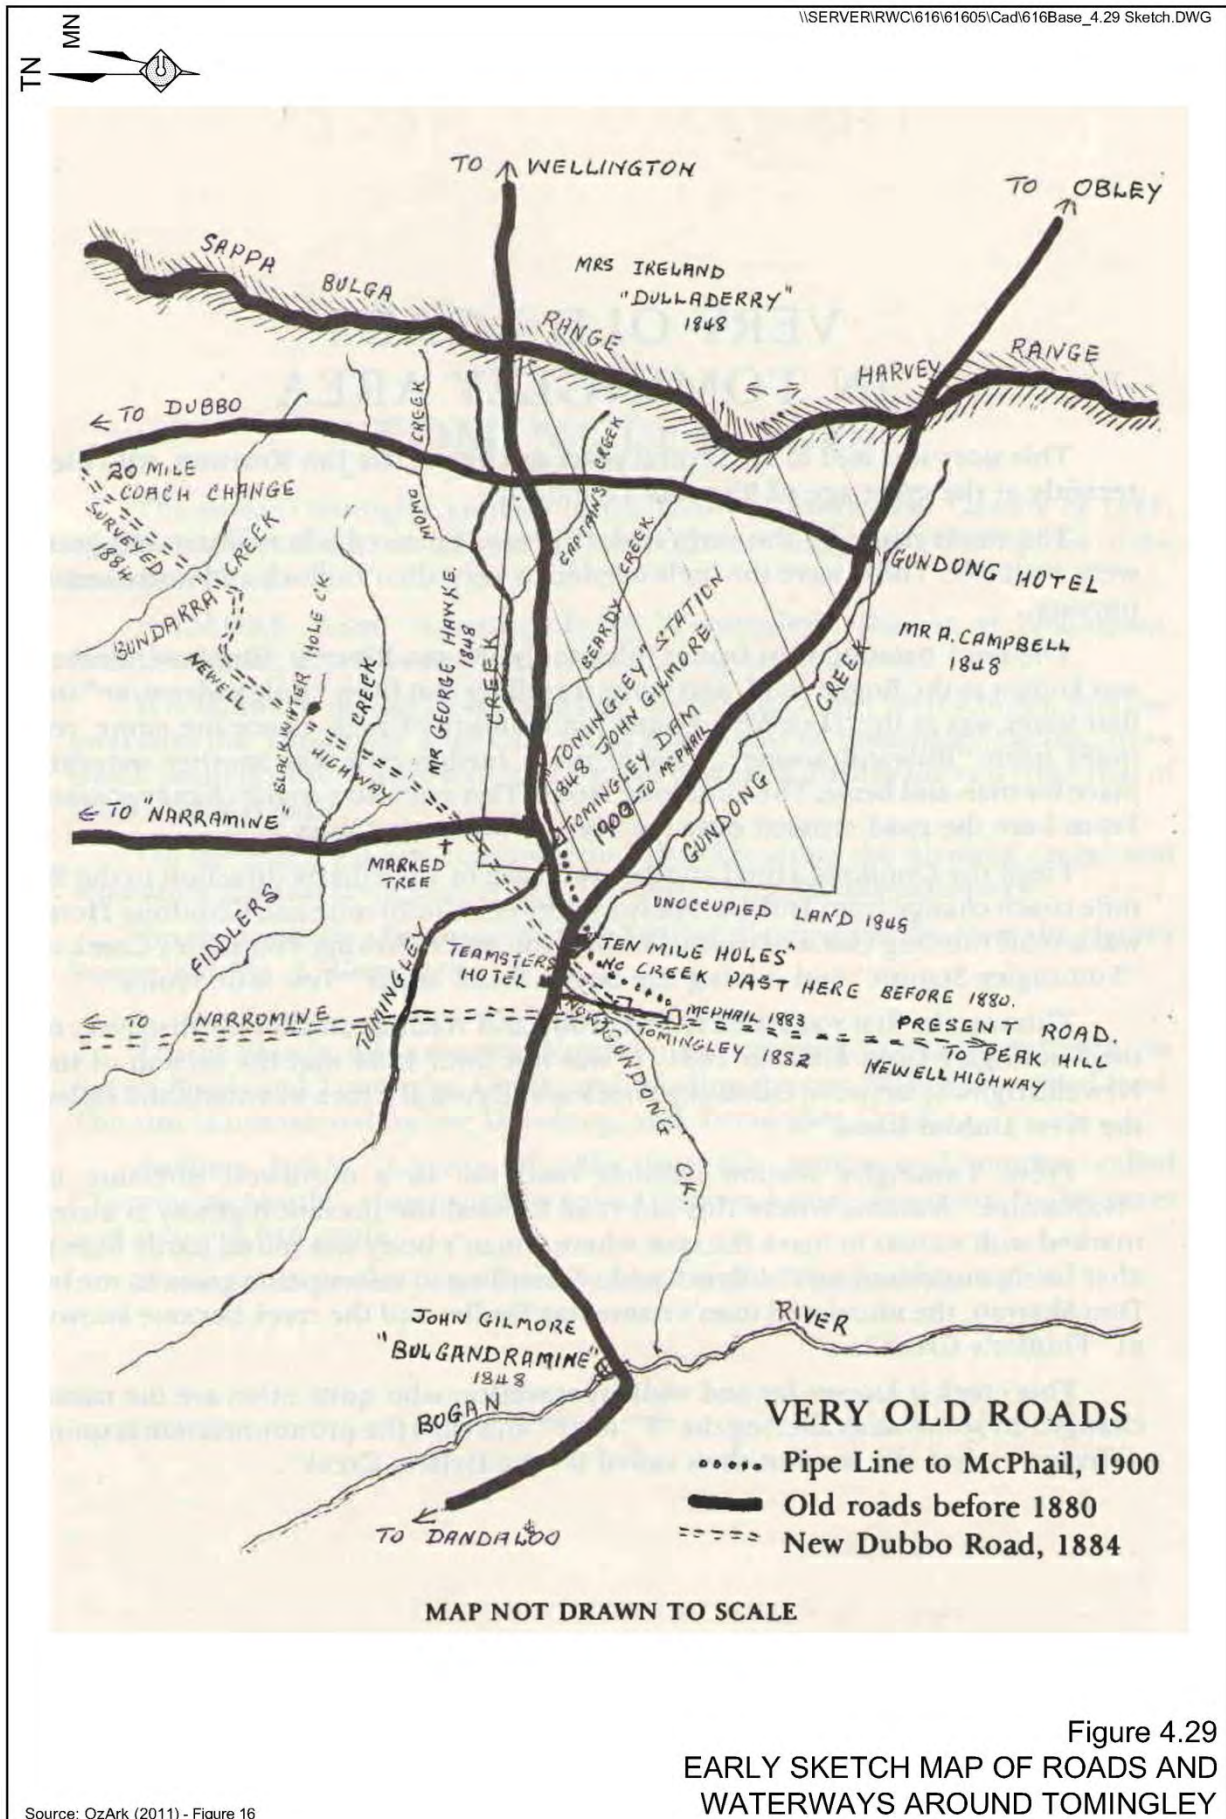 \\SERVER\RWC\616\61605\Cad\616Base_4.29 Sketch.DWG
MN
TN
TO WELLINGTON
TO OBLEY
SAPPA
BULGA
RANGE
MRS IRELAND
"DULLADERRY"
1848
HARVEY
RANGE
← TO DUBBO
20 MILE
COACH CHANGE
SURVEYED
1884
BUNDARRA CREEK
NEWELL
HIGHWAY
BLACKWINTER HOLE CK.
CREEK
MOMO
CREEK
MR GEORGE HAWKE
1848
CREEK
CAPTAINS CREEK
BEARDY CREEK
"TOMINGLEY" STATION
1848 JOHN GILMORE
TOMINGLEY DAM
1900-TO McPHAIL
GUNDONG HOTEL
MR A. CAMPBELL
1848
GUNDONG
CREEK
← TO "NARRAMINE"
MARKED
TREE
FIDDLERS
TOMINGLEY
UNOCCUPIED LAND 1848
TEAMSTERS
HOTEL
"TEN MILE HOLES"
NO CREEK PAST HERE BEFORE 1880.
← TO NARROMINE
McPHAIL 1883
TOMINGLEY 1882
PRESENT ROAD.
TO PEAK HILL
NEWELL HIGHWAY
CK.
JOHN GILMORE
"BULGANDRAMINE"
1848
BOGAN
RIVER
TO DANDALOO
VERY OLD ROADS
Pipe Line to McPhail, 1900
Old roads before 1880
New Dubbo Road, 1884
MAP NOT DRAWN TO SCALE
Figure 4.29
EARLY SKETCH MAP OF ROADS AND
WATERWAYS AROUND TOMINGLEY
Source: OzArk (2011) - Figure 16